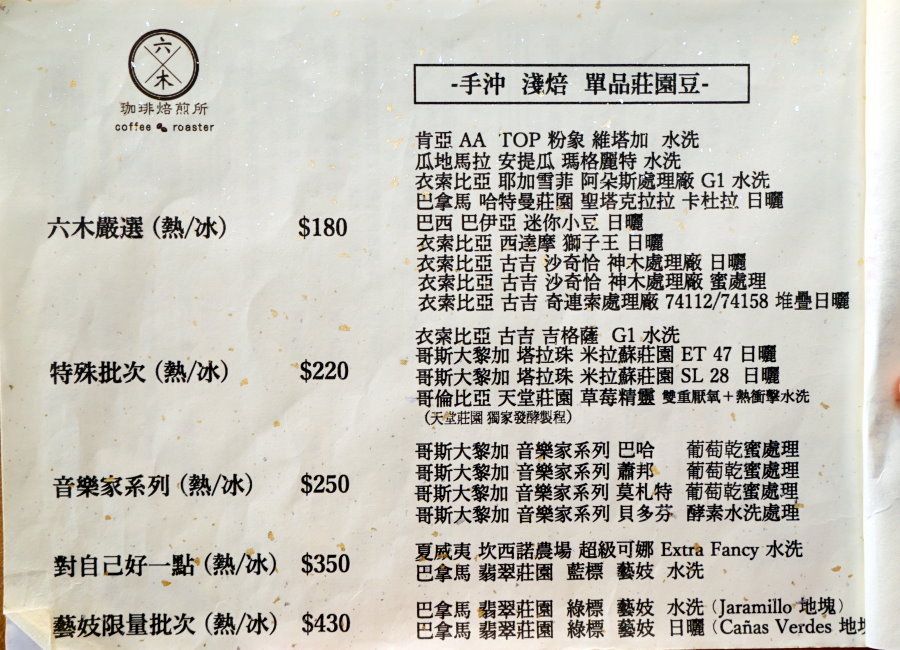 六木
珈琲焙煎所
coffee roaster
-手沖 淺焙 單品莊園豆-
六木嚴選（熱/冰） $180
肯亞 AA TOP 粉象 維塔加 水洗
瓜地馬拉 安提瓜 瑪格麗特 水洗
衣索比亞 耶加雪菲 阿朵斯處理廠 G1 水洗
巴拿馬 哈特曼莊園 聖塔克拉拉 卡杜拉 日曬
巴西 巴伊亞 迷你小豆 日曬
衣索比亞 西達摩 獅子王 日曬
衣索比亞 古吉 沙奇恰 神木處理廠 日曬
衣索比亞 古吉 沙奇恰 神木處理廠 蜜處理
衣索比亞 古吉 奇連索處理廠 74112/74158 堆疊日曬
特殊批次（熱/冰） $220
衣索比亞 古吉 吉格薩 G1 水洗
哥斯大黎加 塔拉珠 米拉蘇莊園 ET 47 日曬
哥斯大黎加 塔拉珠 米拉蘇莊園 SL 28 日曬
哥倫比亞 天堂莊園 草莓精靈 雙重厭氧＋熱衝擊水洗
（天堂莊園 獨家發酵製程）
音樂家系列（熱/冰） $250
哥斯大黎加 音樂家系列 巴哈 葡萄乾蜜處理
哥斯大黎加 音樂家系列 蕭邦 葡萄乾蜜處理
哥斯大黎加 音樂家系列 莫札特 葡萄乾蜜處理
哥斯大黎加 音樂家系列 貝多芬 酵素水洗處理
對自己好一點（熱/冰） $350
夏威夷 坎西諾農場 超級可娜 Extra Fancy 水洗
巴拿馬 翡翠莊園 藍標 藝妓 水洗
藝妓限量批次（熱/冰） $430
巴拿馬 翡翠莊園 綠標 藝妓 水洗（Jaramillo 地塊）
巴拿馬 翡翠莊園 綠標 藝妓 日曬（Cañas Verdes 地塊